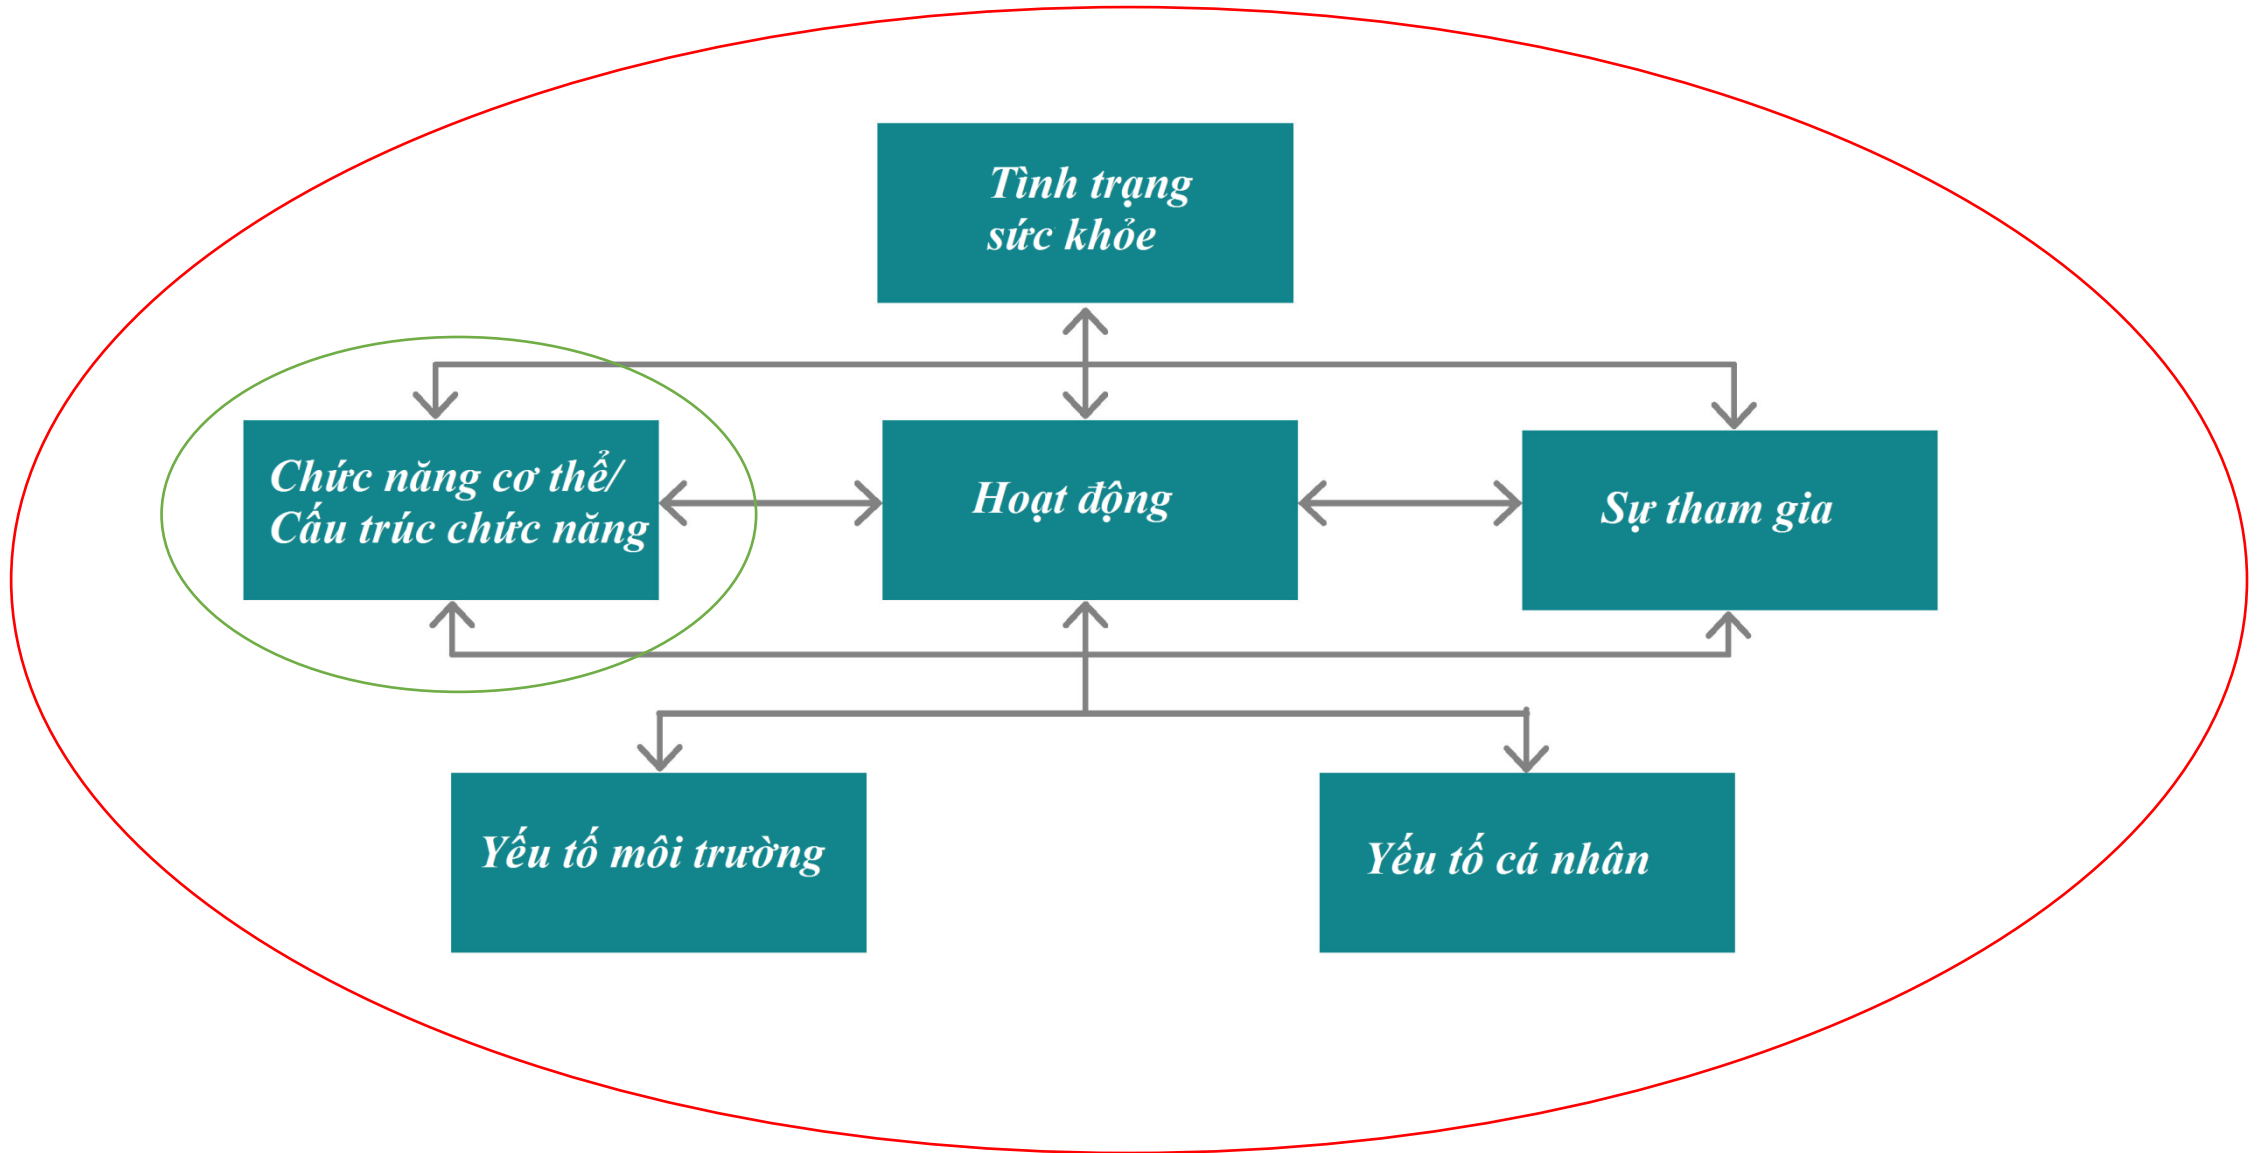 Tình trạng
sức khỏe
Chức năng cơ thể/
Cấu trúc chức năng
Hoạt động
Sự tham gia
Yếu tố môi trường
Yếu tố cá nhân